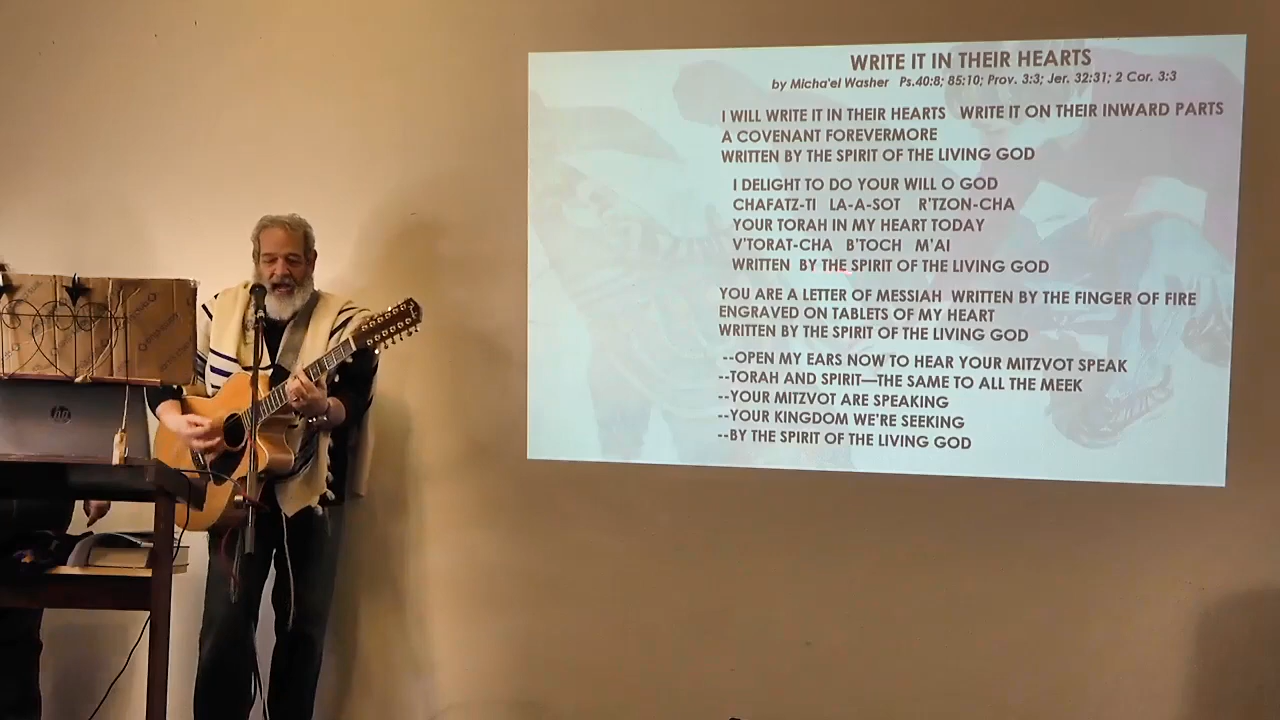 WRITE IT IN THEIR HEARTS
by Micha'el Washer Ps.40:8; 85:10; Prov. 3:3; Jer. 32:31; 2 Cor. 3:3
I WILL WRITE IT IN THEIR HEARTS WRITE IT ON THEIR INWARD PARTS
A COVENANT FOREVERMORE
WRITTEN BY THE SPIRIT OF THE LIVING GOD
I DELIGHT TO DO YOUR WILL O GOD
CHAFATZ-TI LA-A-SOT R'TZON-CHA
YOUR TORAH IN MY HEART TODAY
V'TORAT-CHA B'TOCH M'AI
WRITTEN BY THE SPIRIT OF THE LIVING GOD
YOU ARE A LETTER OF MESSIAH WRITTEN BY THE FINGER OF FIRE
ENGRAVED ON TABLETS OF MY HEART
WRITTEN BY THE SPIRIT OF THE LIVING GOD
--OPEN MY EARS NOW TO HEAR YOUR MITZVOT SPEAK
--TORAH AND SPIRIT—THE SAME TO ALL THE MEEK
--YOUR MITZVOT ARE SPEAKING
--YOUR KINGDOM WE'RE SEEKING
--BY THE SPIRIT OF THE LIVING GOD
hp